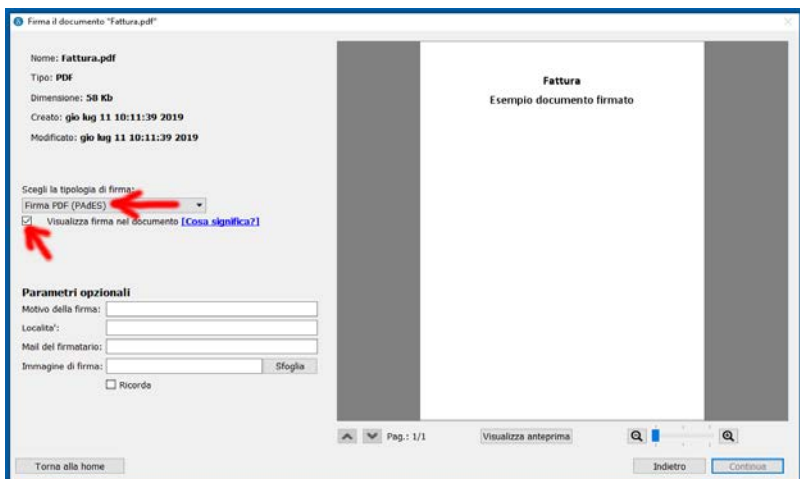 Firma il documento "Fattura.pdf"
Nome: Fattura.pdf
Tipo: PDF
Dimensione: 58 Kb
Creato: gio lug 11 10:11:39 2019
Modificato: gio lug 11 10:11:39 2019
Scegli la tipologia di firma:
Firma PDF (PAdES)
Visualizza firma nel documento [Cosa significa?]
Parametri opzionali
Motivo della firma:
Localita':
Mail del firmatario:
Immagine di firma:
Sfoglia
Ricorda
Fattura
Esempio documento firmato
Pag.: 1/1
Visualizza anteprima
Torna alla home
Indietro
Continua